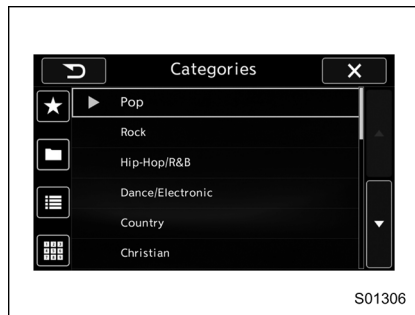 Categories
Pop
Rock
Hip-Hop/R&B
Dance/Electronic
Country
Christian
S01306